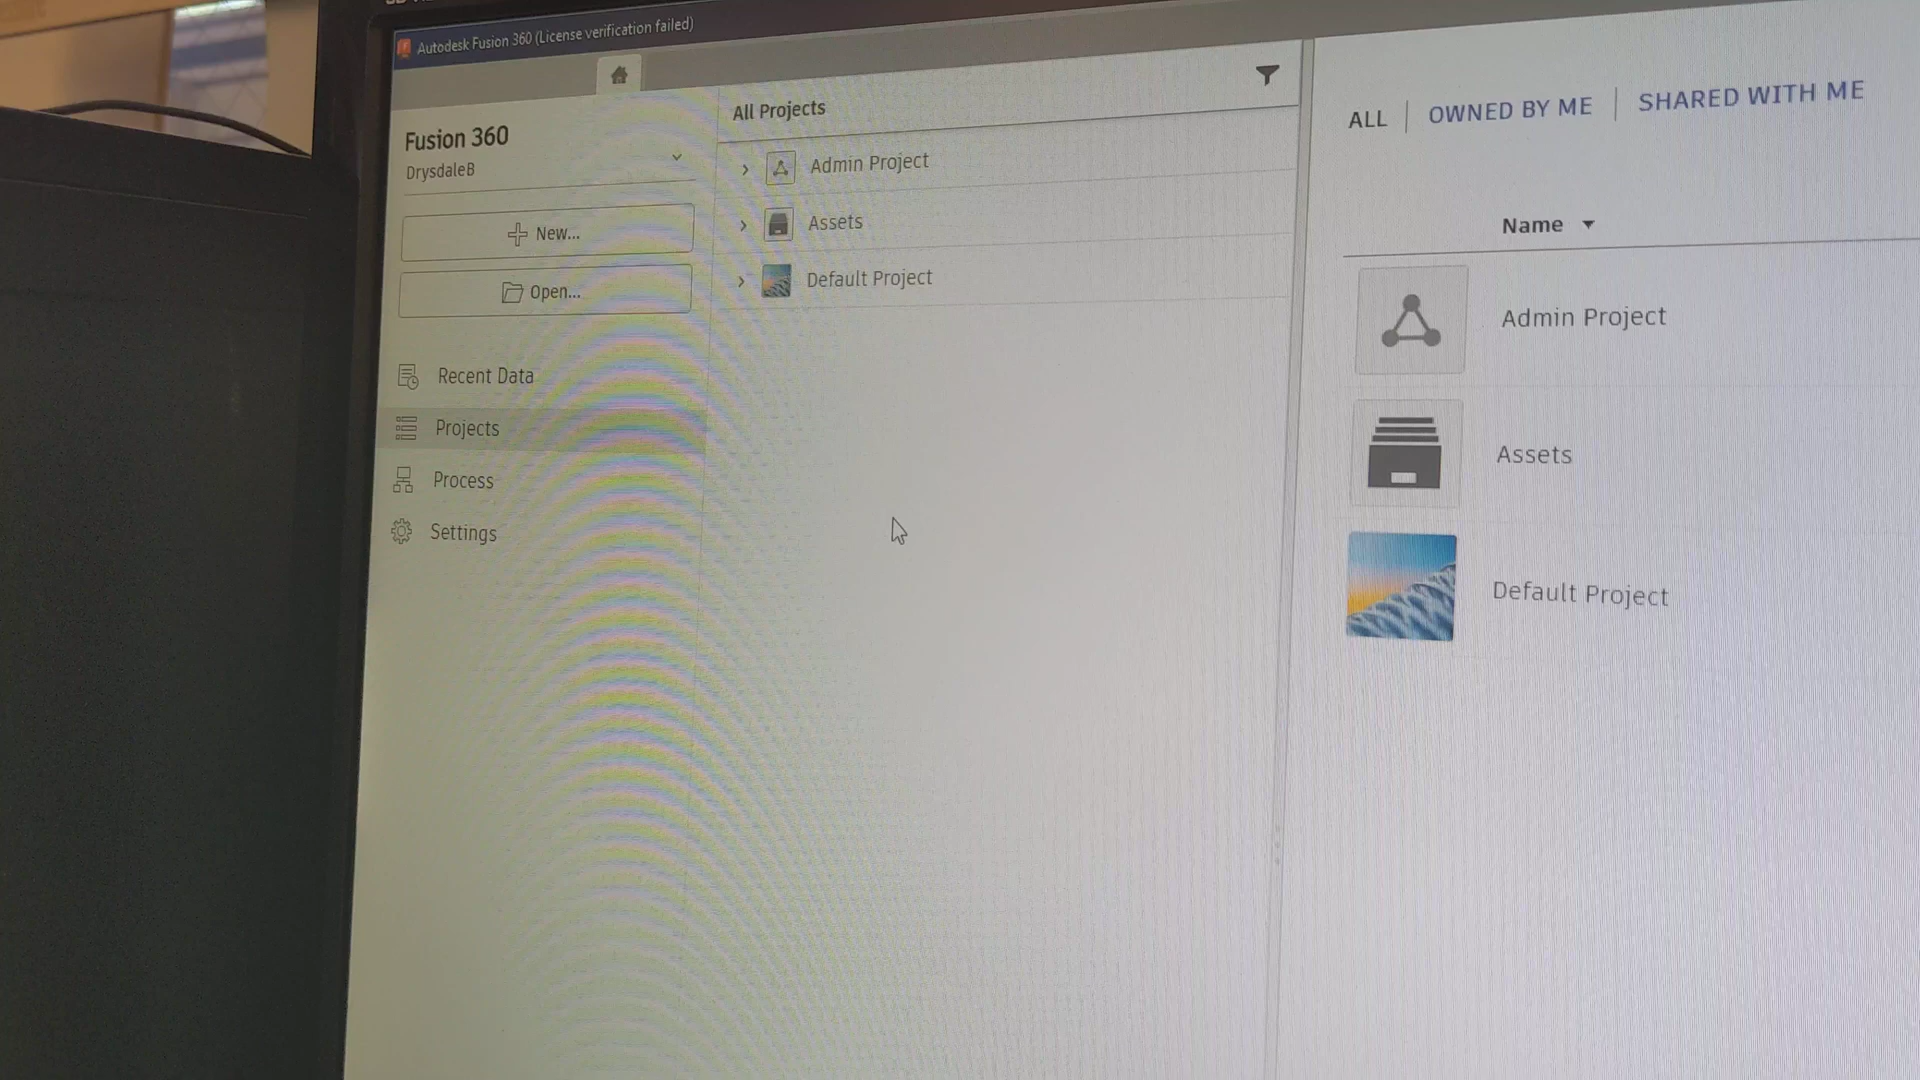 Autodesk Fusion 360 (License verification failed)
Fusion 360
DrysdaleB
New...
Open...
Recent Data
Projects
Process
Settings
All Projects
Admin Project
Assets
Default Project
ALL
OWNED BY ME
SHARED WITH ME
Name
Admin Project
Assets
Default Project